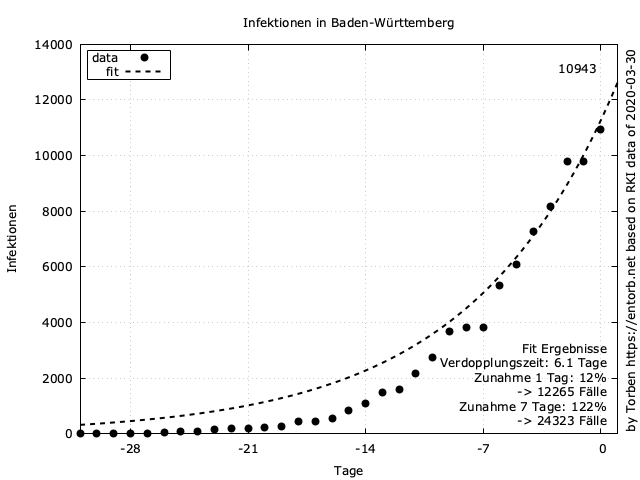 Infektionen in Baden-Württemberg
data
fit
10943
14000
12000
10000
8000
6000
4000
2000
0
Infektionen
Fit Ergebnisse
Verdopplungszeit: 6.1 Tage
Zunahme 1 Tag: 12%
-> 12265 Fälle
Zunahme 7 Tage: 122%
-> 24323 Fälle
-28 -21 -14 -7 0
Tage
by Torben https://entorb.net based on RKI data of 2020-03-30